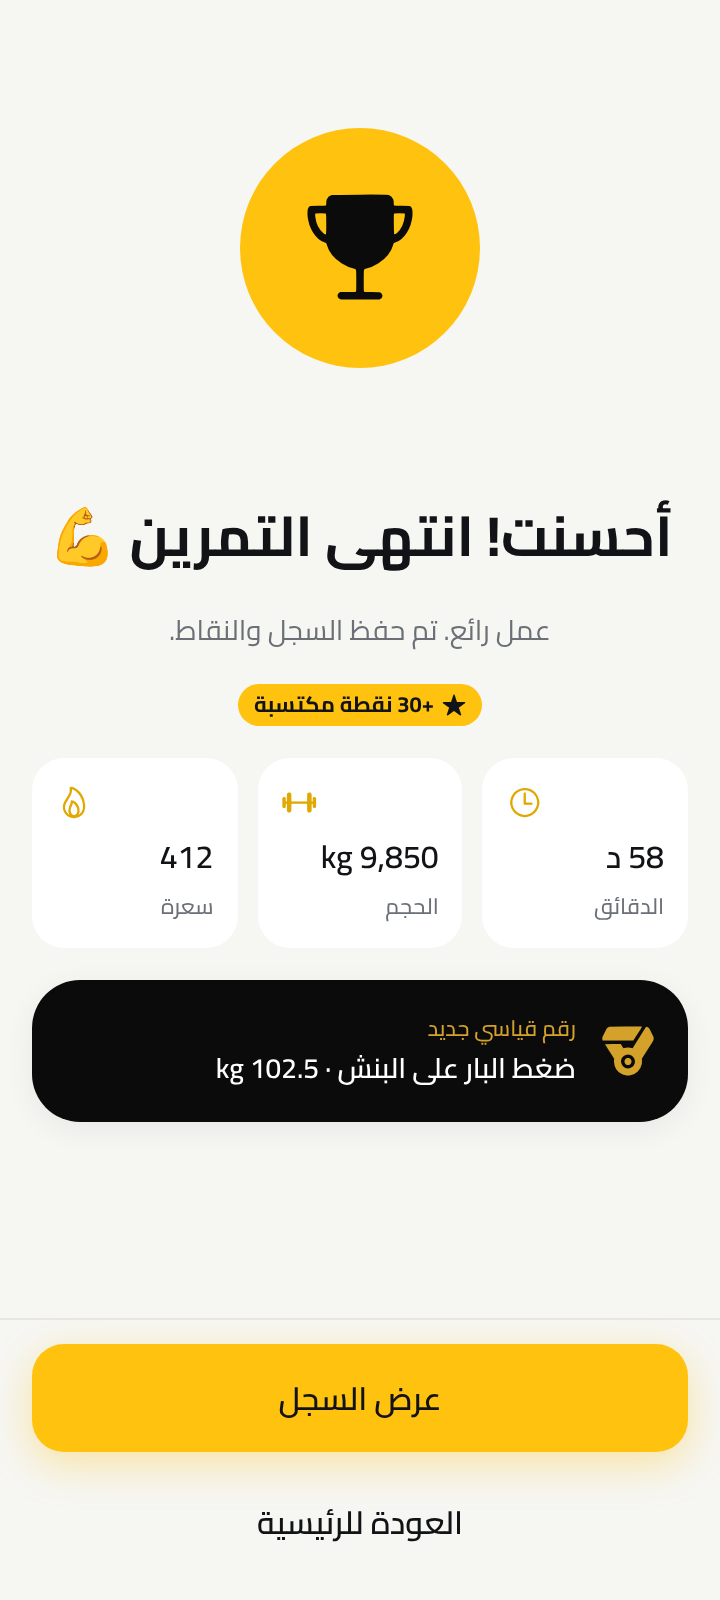 أحسنت! انتهى التمرين 💪
عمل رائع. تم حفظ السجل والنقاط.
+30 نقطة مكتسبة
58 د
الدقائق
9,850 kg
الحجم
412
سعرة
رقم قياسي جديد
ضغط البار على البنش · 102.5 kg
عرض السجل
العودة للرئيسية